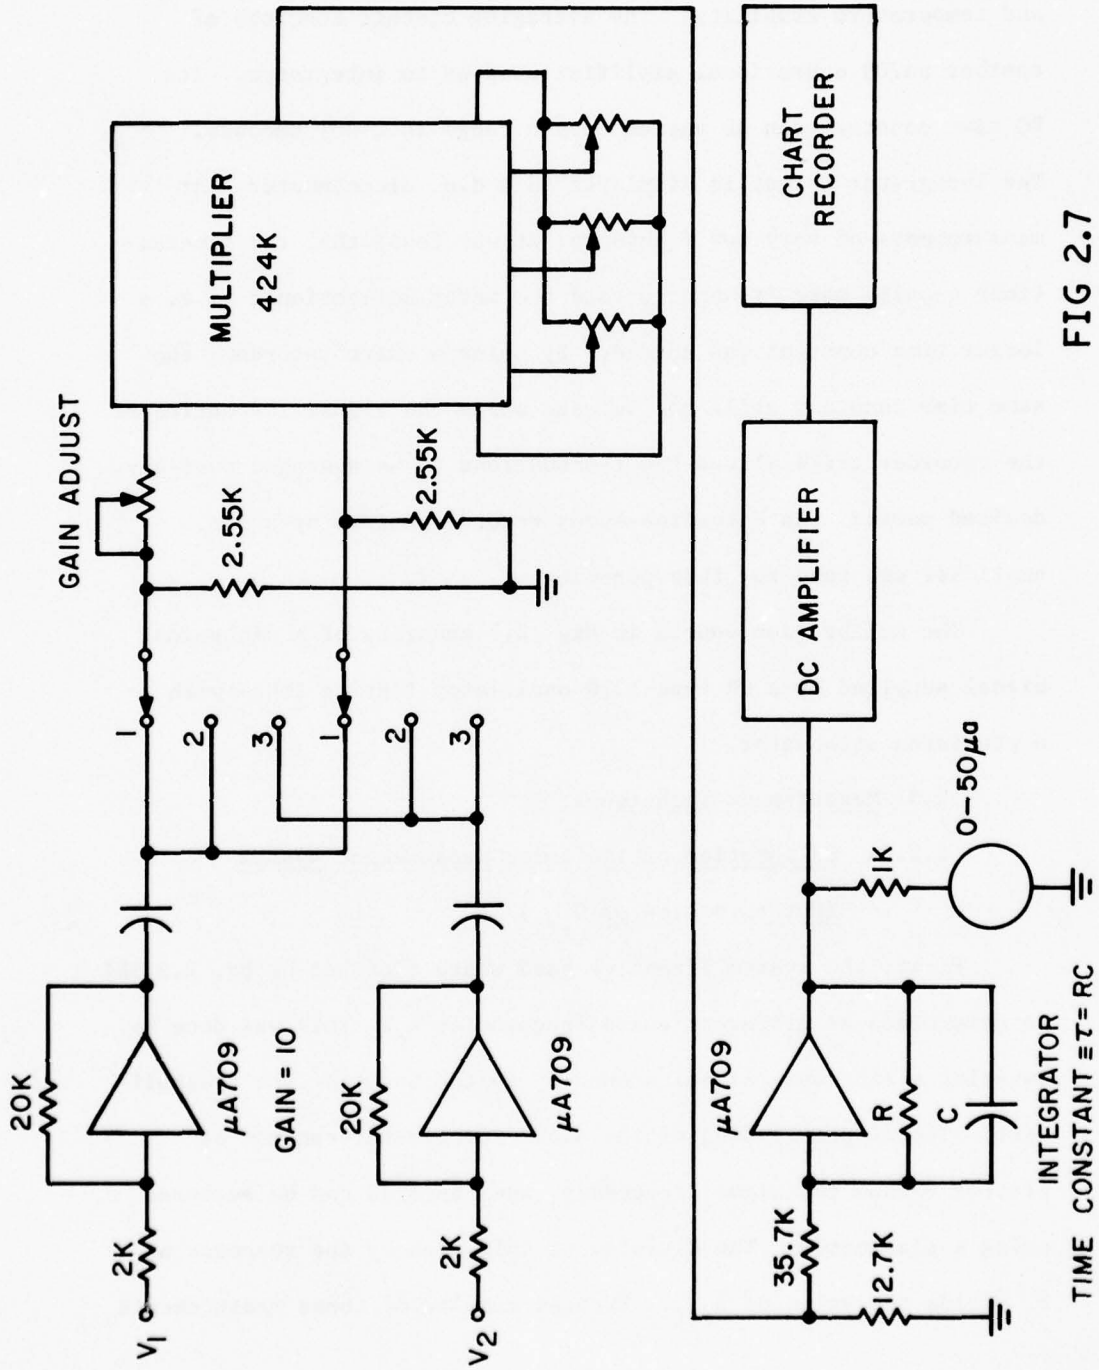 V1
2K
20K
μA709
GAIN = 10
V2
2K
20K
μA709
1
2
3
1
2
3
GAIN ADJUST
2.55K
2.55K
MULTIPLIER
424K
35.7K
12.7K
μA709
R
C
INTEGRATOR
TIME CONSTANT ≡ τ = RC
1K
0–50μa
DC AMPLIFIER
CHART
RECORDER
FIG 2.7